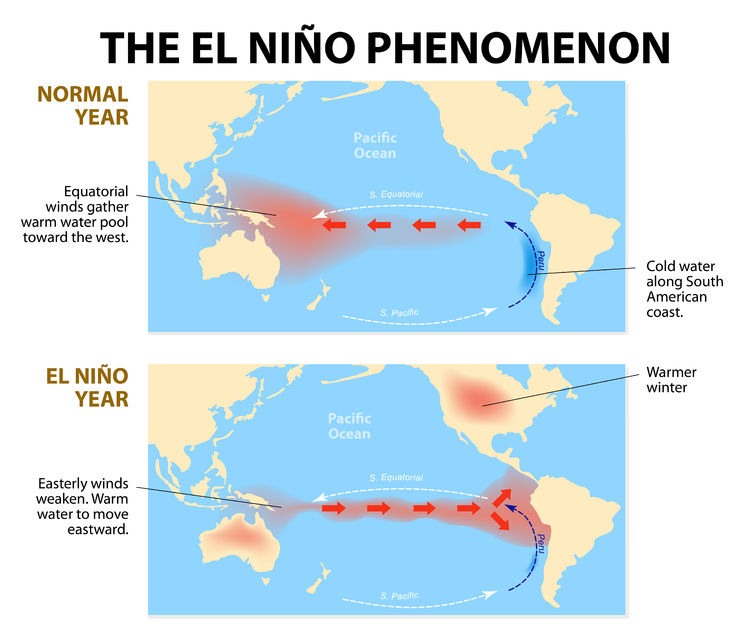 THE EL NIÑO PHENOMENON
NORMAL
YEAR
Pacific
Ocean
S. Equatorial
Equatorial
winds gather
warm water pool
toward the west.
Peru
Cold water
along South
American
coast.
S. Pacific
EL NIÑO
YEAR
Warmer
winter
Pacific
Ocean
S. Equatorial
Easterly winds
weaken. Warm
water to move
eastward.
Peru
S. Pacific